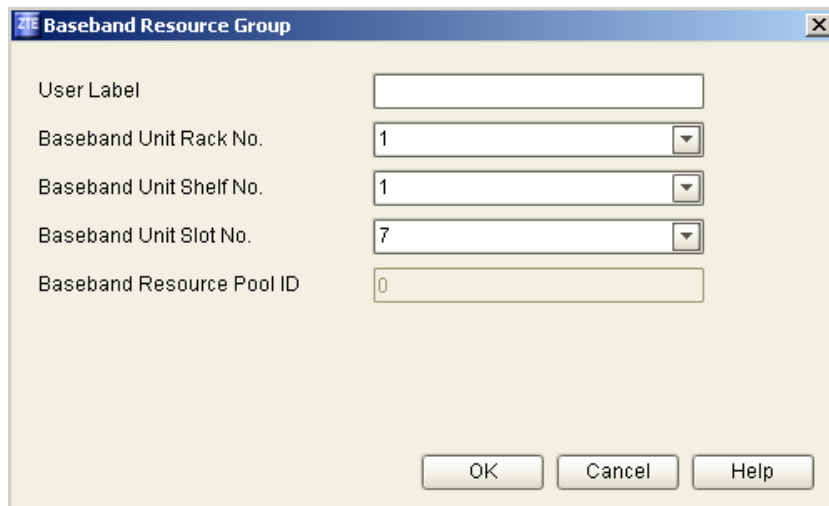 ZTE Baseband Resource Group
User Label
Baseband Unit Rack No. 1
Baseband Unit Shelf No. 1
Baseband Unit Slot No. 7
Baseband Resource Pool ID 0
OK Cancel Help